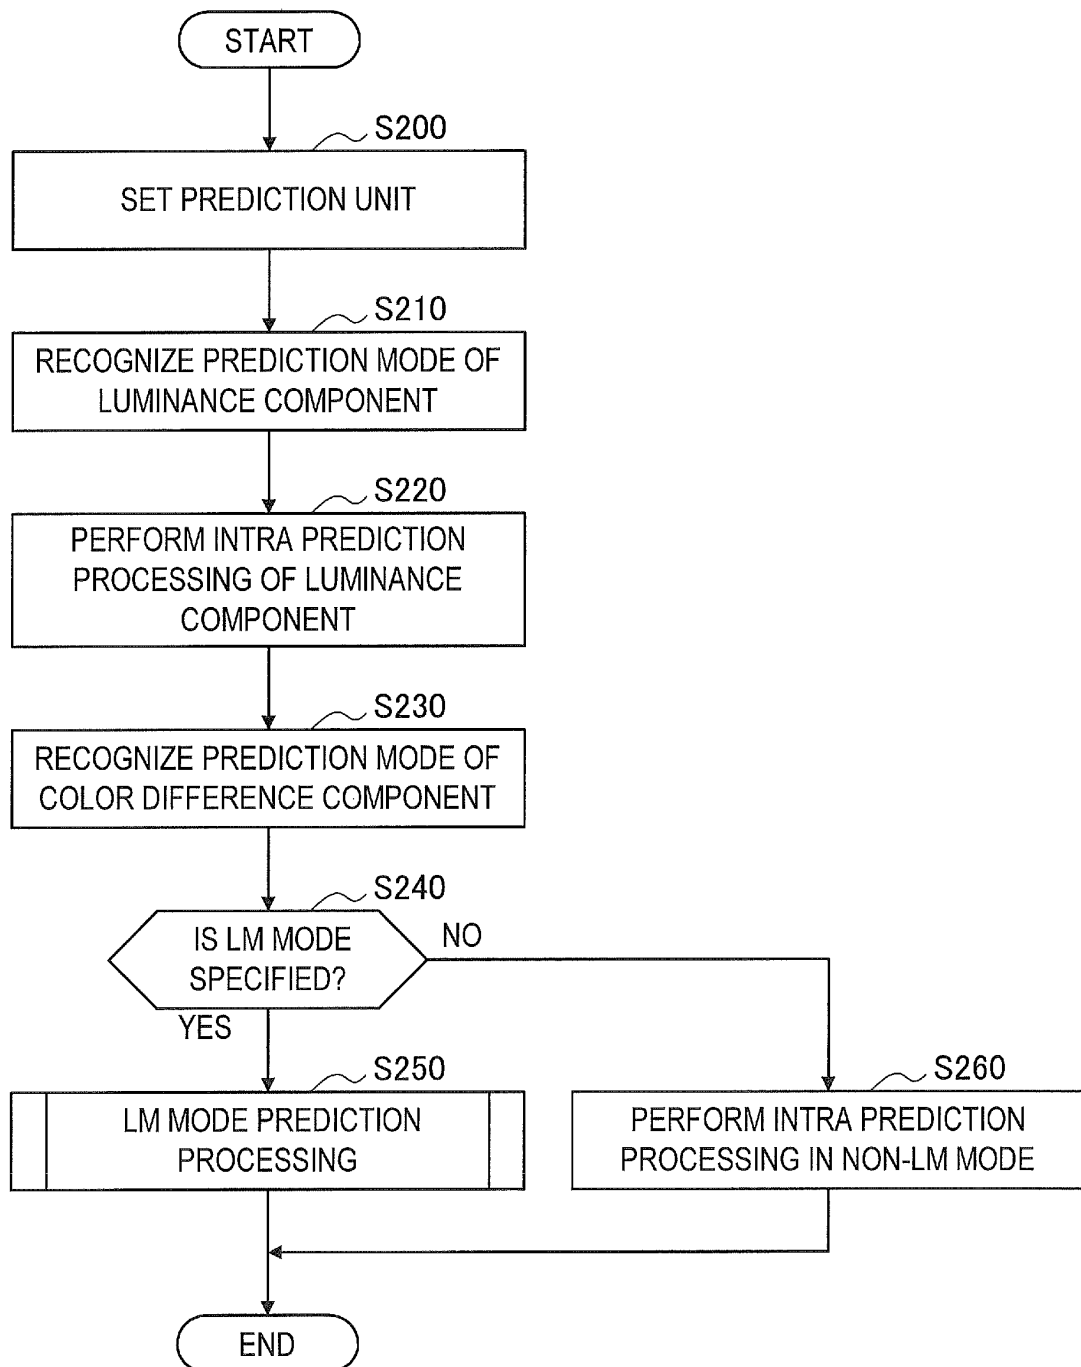 START
S200
SET PREDICTION UNIT
S210
RECOGNIZE PREDICTION MODE OF
LUMINANCE COMPONENT
S220
PERFORM INTRA PREDICTION
PROCESSING OF LUMINANCE
COMPONENT
S230
RECOGNIZE PREDICTION MODE OF
COLOR DIFFERENCE COMPONENT
S240
IS LM MODE
SPECIFIED?
NO
YES
S250
LM MODE PREDICTION
PROCESSING
S260
PERFORM INTRA PREDICTION
PROCESSING IN NON-LM MODE
END